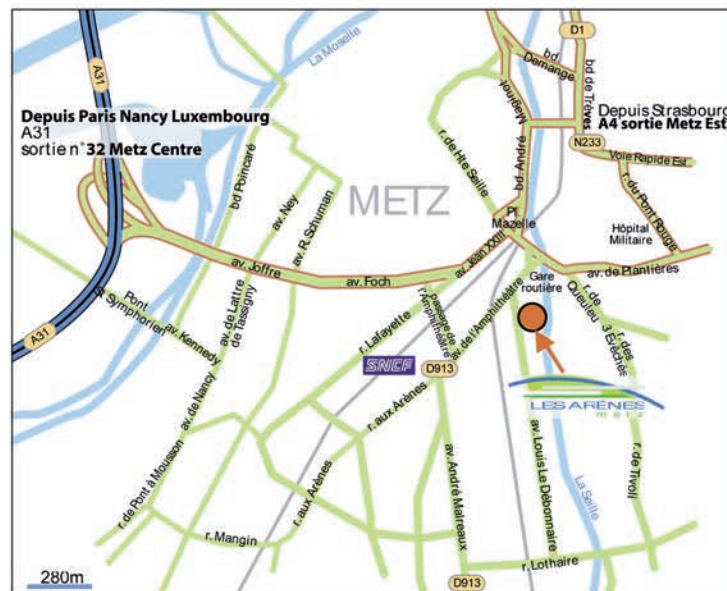 A31
La Moselle
D1
bd Demange
bd de Trèves
Maginot
Depuis Paris Nancy Luxembourg
A31
sortie n° 32 Metz Centre
Depuis Strasbourg
A4 sortie Metz Est
N233
Voie Rapide Est
r. de Hte Seille
bd André
r. du Pont Rouge
bd Poincaré
av. Ney
av. R. Schuman
METZ
Pl Mazelle
Hôpital
Militaire
av. Joffre
av. Foch
av. Jean XXIII
av. de Plantières
Gare
routière
Pont
St Symphorien
av. Kennedy
av. de Lattre
de Tassigny
r. Lafayette
passage de
l'Amphithéâtre
av. de l'Amphithéâtre
r. de
Queuleu
r. des
3 Evéchés
A31
SNCF
D913
LES ARÈNES
metz
av. de Nancy
r. aux Arènes
r. de Pont à Mousson
r. aux Arènes
av. André Malreaux
av. Louis Le Débonnaire
La Seille
r. de Tivoli
r. Mangin
r. Lothaire
280m
D913